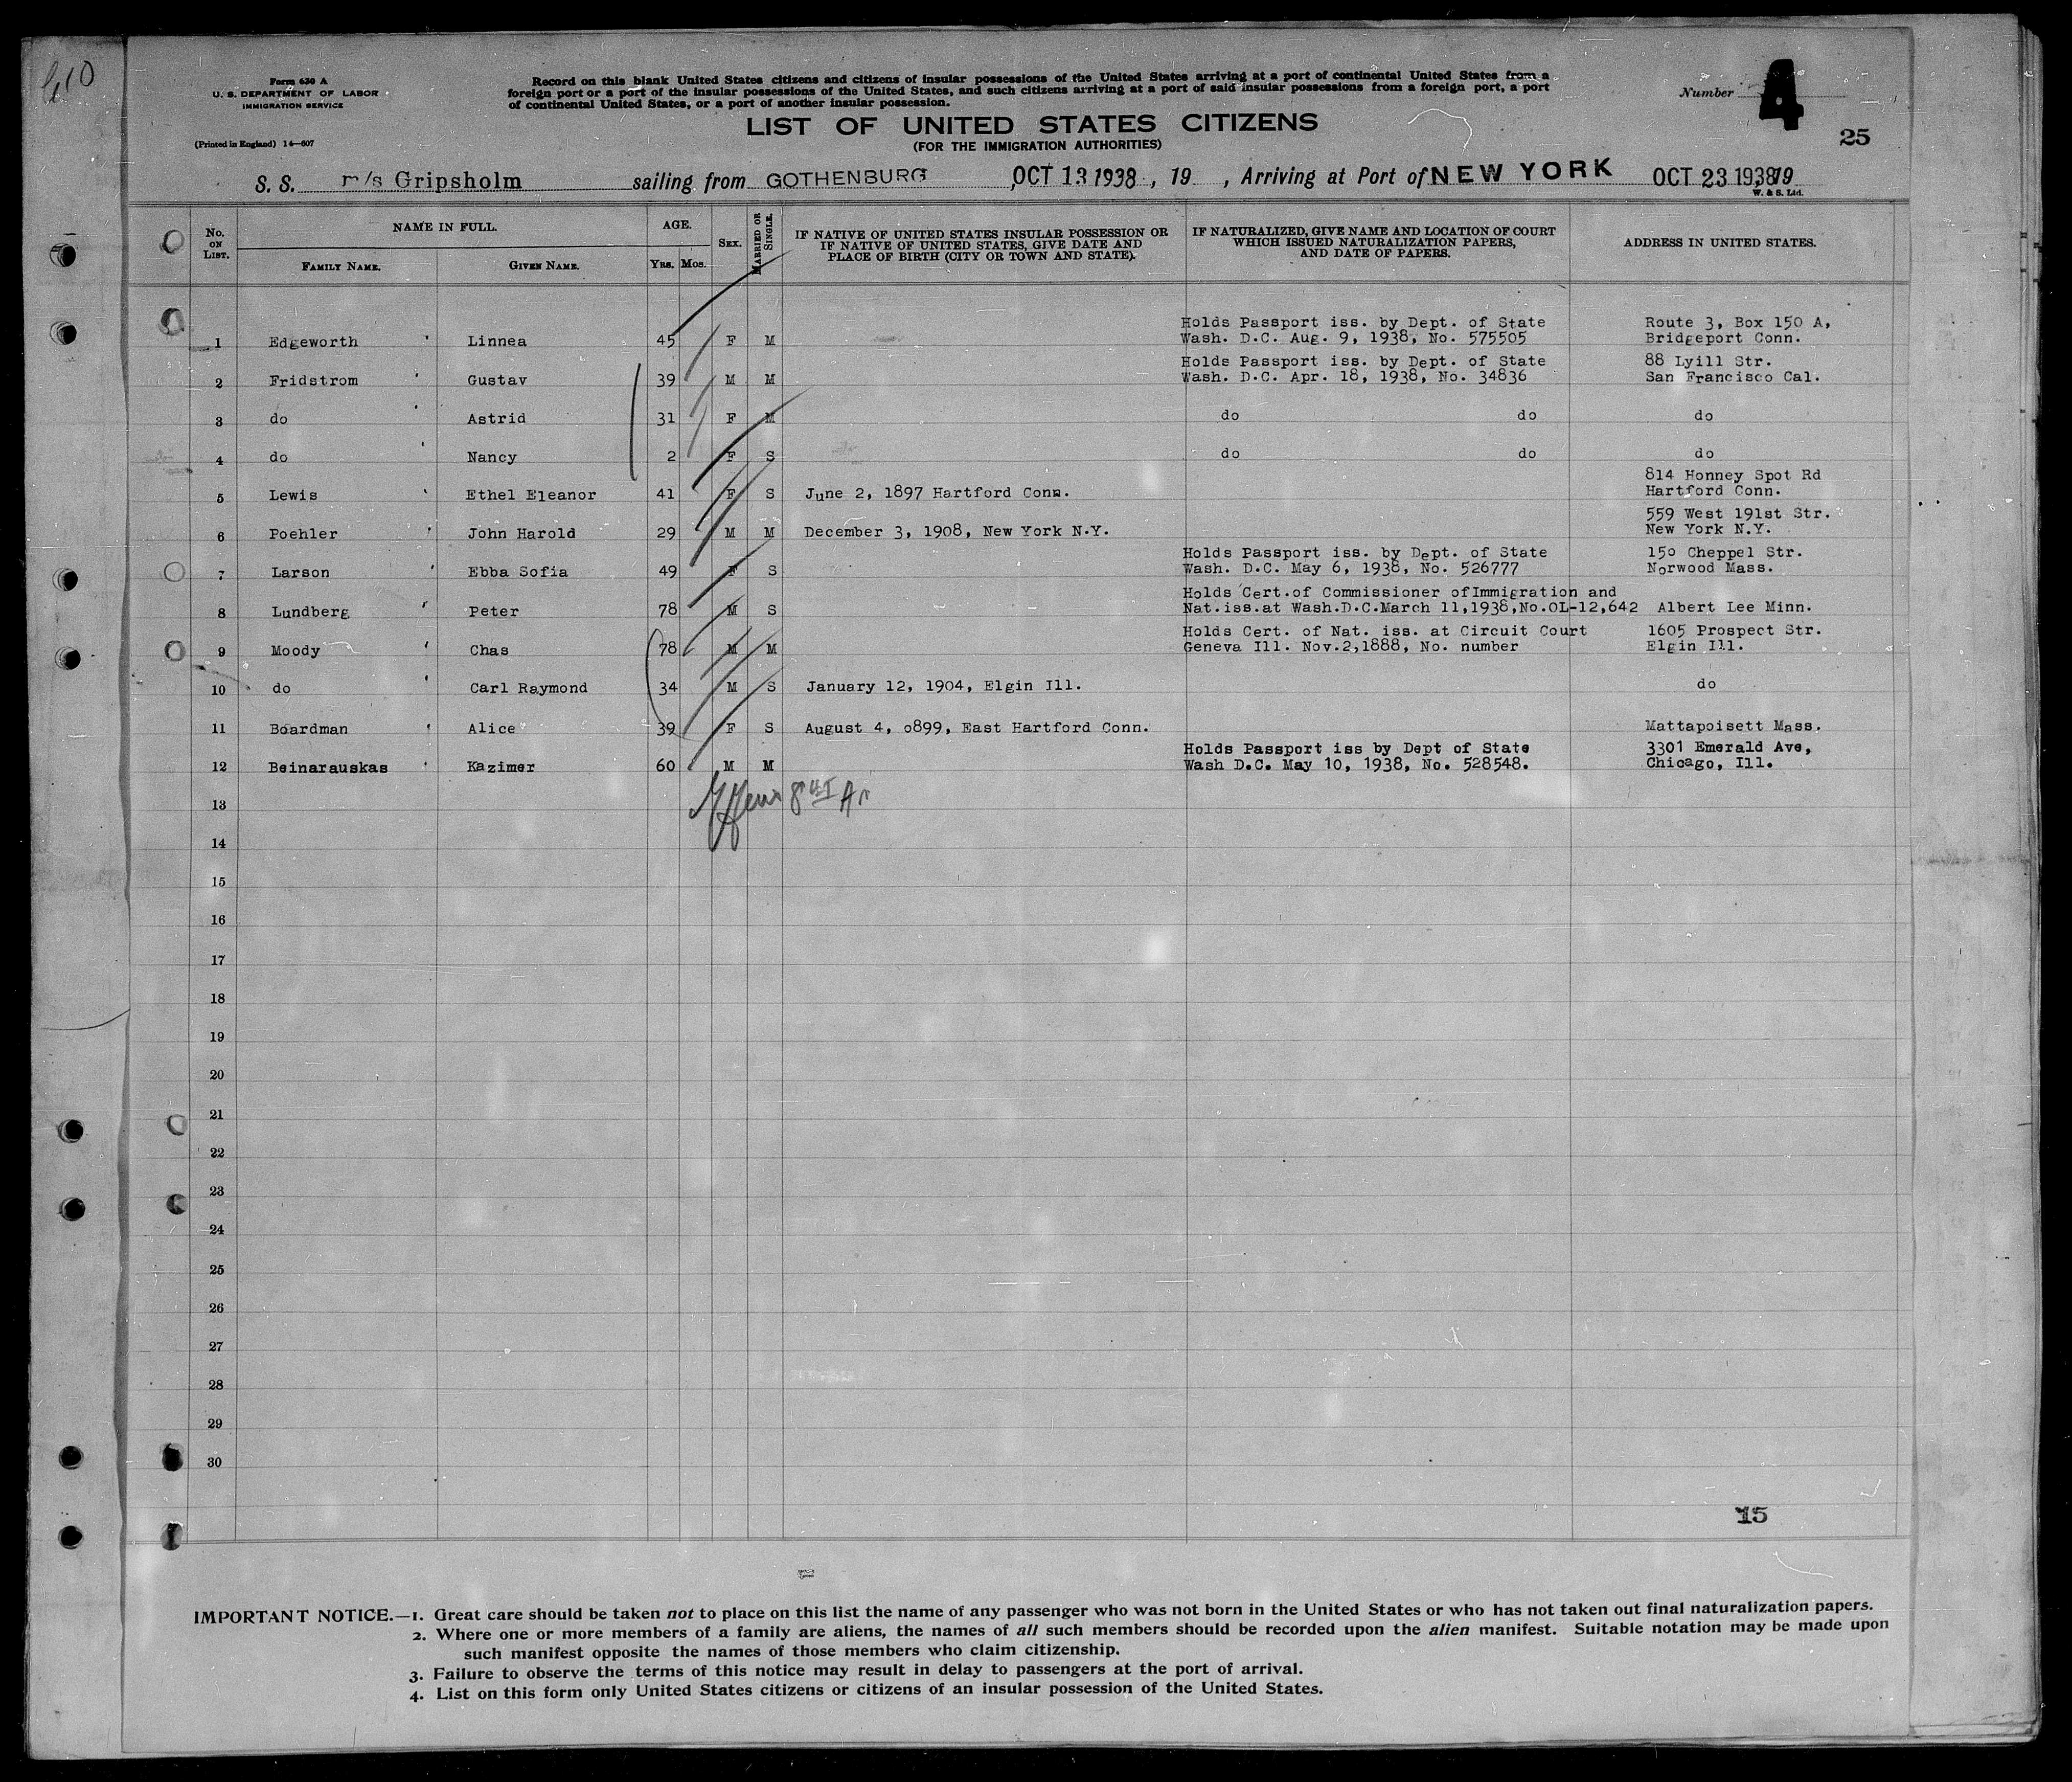 Form 630 A
U. S. DEPARTMENT OF LABOR
IMMIGRATION SERVICE
(Printed in England) 14—607
Record on this blank United States citizens and citizens of insular possessions of the United States arriving at a port of continental United States from a
foreign port or a port of the insular possessions of the United States, and such citizens arriving at a port of said insular possessions from a foreign port, a port
of continental United States, or a port of another insular possession.
Number 4
25
LIST OF UNITED STATES CITIZENS
(FOR THE IMMIGRATION AUTHORITIES)
S. S. m/s Gripsholm sailing from GOTHENBURG, OCT 13 1938, 19 , Arriving at Port of NEW YORK OCT 23 1938, 19
W. & S. Ltd.
No. ON LIST. NAME IN FULL. AGE. SEX. MARRIED OR SINGLE. IF NATIVE OF UNITED STATES INSULAR POSSESSION OR IF NATIVE OF UNITED STATES, GIVE DATE AND PLACE OF BIRTH (CITY OR TOWN AND STATE). IF NATURALIZED, GIVE NAME AND LOCATION OF COURT WHICH ISSUED NATURALIZATION PAPERS, AND DATE OF PAPERS. ADDRESS IN UNITED STATES.
FAMILY NAME. GIVEN NAME. YRS. MOS.
Holds Passport iss. by Dept. of State Route 3, Box 150 A,
1 Edgeworth Linnea 45 F M Wash. D.C. Aug. 9, 1938, No. 575505 Bridgeport Conn.
Holds Passport iss. by Dept. of State 88 Lyill Str.
2 Fridstrom Gustav 39 M M Wash. D.C. Apr. 18, 1938, No. 34836 San Francisco Cal.
3 do Astrid 31 F M do do do
4 do Nancy 2 F S do do do
814 Honney Spot Rd
5 Lewis Ethel Eleanor 41 F S June 2, 1897 Hartford Conn. Hartford Conn.
559 West 191st Str.
6 Poehler John Harold 29 M M December 3, 1908, New York N.Y. New York N.Y.
Holds Passport iss. by Dept. of State 150 Cheppel Str.
7 Larson Ebba Sofia 49 F S Wash. D.C. May 6, 1938, No. 526777 Norwood Mass.
Holds Cert.of Commissioner ofImmigration and
8 Lundberg Peter 78 M S Nat.iss.at Wash.D.C.March 11,1938,No.OL-12,642 Albert Lee Minn.
Holds Cert. of Nat. iss. at Circuit Court 1605 Prospect Str.
9 Moody Chas 78 M M Geneva Ill. Nov.2,1888, No. number Elgin Ill.
10 do Carl Raymond 34 M S January 12, 1904, Elgin Ill. do
11 Boardman Alice 39 F S August 4, o899, East Hartford Conn. Mattapoisett Mass.
Holds Passport iss by Dept of State 3301 Emerald Ave,
12 Beinarauskas Kazimer 60 M M Wash D.C. May 10, 1938, No. 528548. Chicago, Ill.
13
14
15
16
17
18
19
20
21
22
23
24
25
26
27
28
29
30
15
IMPORTANT NOTICE.—1. Great care should be taken not to place on this list the name of any passenger who was not born in the United States or who has not taken out final naturalization papers.
2. Where one or more members of a family are aliens, the names of all such members should be recorded upon the alien manifest. Suitable notation may be made upon
such manifest opposite the names of those members who claim citizenship.
3. Failure to observe the terms of this notice may result in delay to passengers at the port of arrival.
4. List on this form only United States citizens or citizens of an insular possession of the United States.